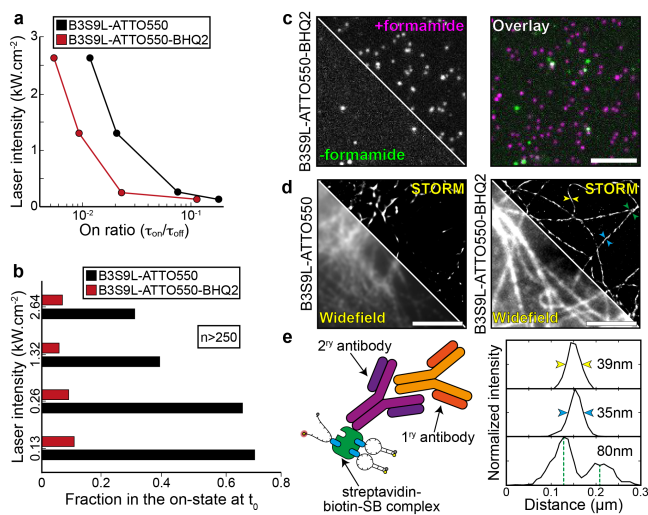 a
B3S9L-ATTO550
B3S9L-ATTO550-BHQ2
Laser intensity (kW.cm⁻²)
3
2
1
0
10⁻²
10⁻¹
On ratio (τon/τoff)
b
B3S9L-ATTO550
B3S9L-ATTO550-BHQ2
Laser intensity (kW.cm⁻²)
2.64
1.32
0.26
0.13
n>250
0
0.2
0.4
0.6
0.8
Fraction in the on-state at t₀
c
B3S9L-ATTO550-BHQ2
+formamide
-formamide
Overlay
d
B3S9L-ATTO550
STORM
Widefield
B3S9L-ATTO550-BHQ2
STORM
Widefield
e
2ʳʸ antibody
1ʳʸ antibody
streptavidin-
biotin-SB complex
Normalized intensity
39nm
35nm
80nm
0.0
0.1
0.2
0.3
Distance (μm)